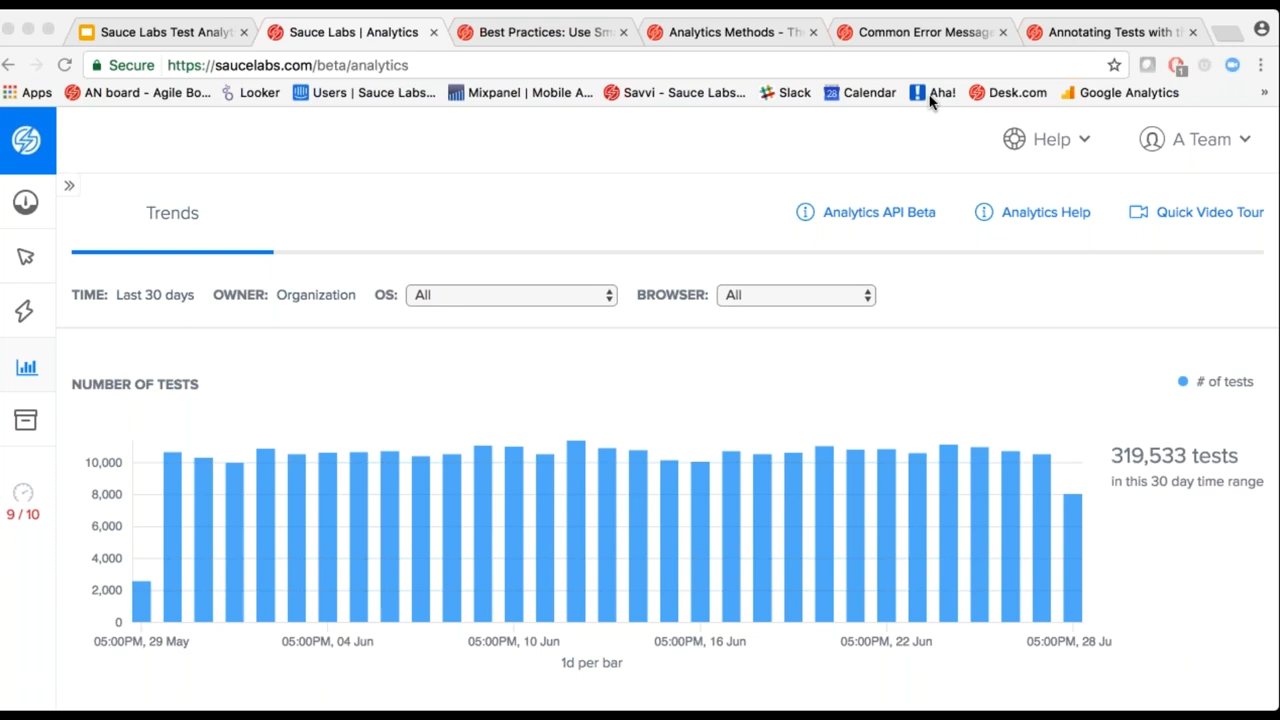 Sauce Labs Test Analyt
Sauce Labs | Analytics
Best Practices: Use Sm
Analytics Methods - Th
Common Error Message
Annotating Tests with th
Secure https://saucelabs.com/beta/analytics
Apps AN board - Agile Bo... Looker Users | Sauce Labs... Mixpanel | Mobile A... Savvi - Sauce Labs... Slack 28 Calendar Aha! Desk.com Google Analytics »
Help A Team
Trends Analytics API Beta Analytics Help Quick Video Tour
TIME: Last 30 days OWNER: Organization OS: All BROWSER: All
NUMBER OF TESTS # of tests
10,000
8,000
6,000
4,000
2,000
0
319,533 tests
in this 30 day time range
9 / 10
05:00PM, 29 May 05:00PM, 04 Jun 05:00PM, 10 Jun 05:00PM, 16 Jun 05:00PM, 22 Jun 05:00PM, 28 Ju
1d per bar